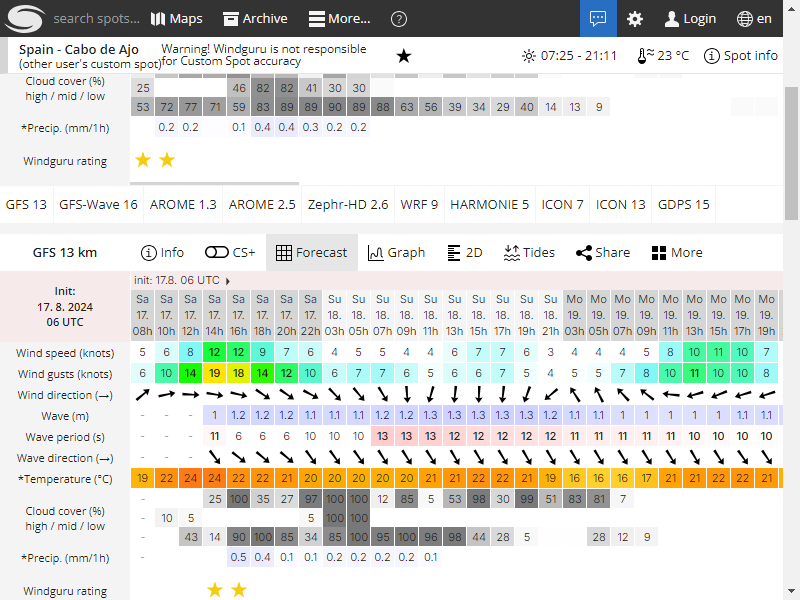 search spots... Maps Archive More... ? Login en
Spain - Cabo de Ajo Warning! Windguru is not responsible for Custom Spot accuracy 07:25 - 21:11 23 °C Spot info
(other user's custom spot)
Cloud cover (%) 25 46 82 82 41 30 30
high / mid / low 53 72 77 71 59 83 89 89 90 89 88 63 56 39 34 29 40 14 13 9
*Precip. (mm/1h) 0.2 0.2 0.1 0.4 0.4 0.3 0.2 0.2
Windguru rating
GFS 13 GFS-Wave 16 AROME 1.3 AROME 2.5 Zephr-HD 2.6 WRF 9 HARMONIE 5 ICON 7 ICON 13 GDPS 15
GFS 13 km Info CS+ Forecast Graph 2D Tides Share More
init: 17.8. 06 UTC
Init:
17. 8. 2024
06 UTC
Sa Sa Sa Sa Sa Sa Sa Sa Su Su Su Su Su Su Su Su Su Su Mo Mo Mo Mo Mo Mo Mo Mo Mo
17. 17. 17. 17. 17. 17. 17. 17. 18. 18. 18. 18. 18. 18. 18. 18. 18. 18. 19. 19. 19. 19. 19. 19. 19. 19. 19.
08h 10h 12h 14h 16h 18h 20h 22h 03h 05h 07h 09h 11h 13h 15h 17h 19h 21h 03h 05h 07h 09h 11h 13h 15h 17h 19h
Wind speed (knots) 5 6 8 12 12 9 7 6 4 5 5 4 4 6 7 7 6 3 4 4 4 5 8 10 11 10 7
Wind gusts (knots) 6 10 14 19 18 14 12 10 6 7 7 6 5 6 7 7 5 4 5 5 7 8 10 11 10 10 8
Wind direction (→)
Wave (m) - - - 1 1.2 1.2 1.1 1.1 1.1 1.1 1.2 1.2 1.3 1.3 1.3 1.3 1.2 1.2 1.1 1.1 1 1 1 1 1 1.1 1.1
Wave period (s) - - - 11 6 6 6 10 10 10 13 13 13 12 12 12 12 12 11 11 11 11 11 10 10 10 10
Wave direction (→) - - -
*Temperature (°C) 19 22 24 24 22 22 21 20 20 20 20 20 21 21 22 22 21 19 16 16 16 17 21 21 22 22 21
- 25 100 35 27 97 100 100 12 85 5 53 98 30 99 51 83 81 7
Cloud cover (%)
- 10 5 5 100 100
high / mid / low
- 43 14 90 100 85 34 85 100 95 100 96 98 44 28 5 28 12 9
*Precip. (mm/1h) - 0.5 0.4 0.1 0.1 0.2 0.2 0.2 0.2 0.1
Windguru rating